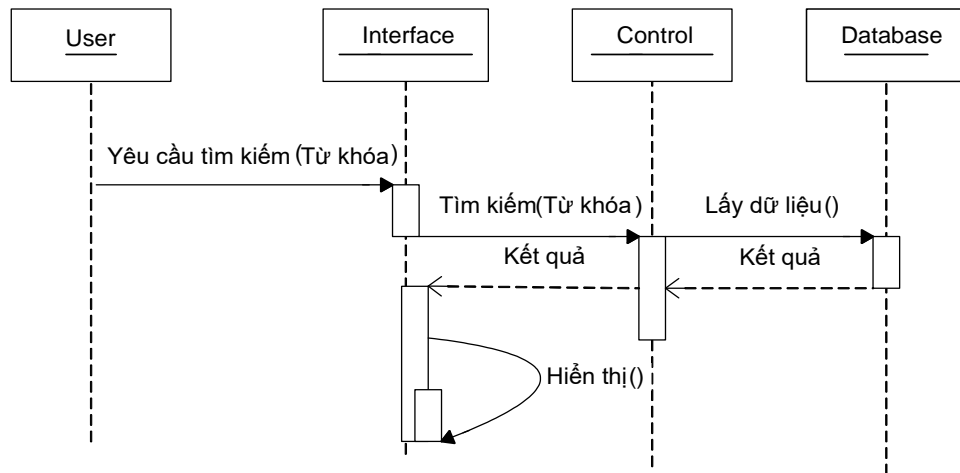 User
Interface
Control
Database
Yêu cầu tìm kiếm (Từ khóa)
Tìm kiếm(Từ khóa)
Lấy dữ liệu()
Kết quả
Kết quả
Hiển thị()